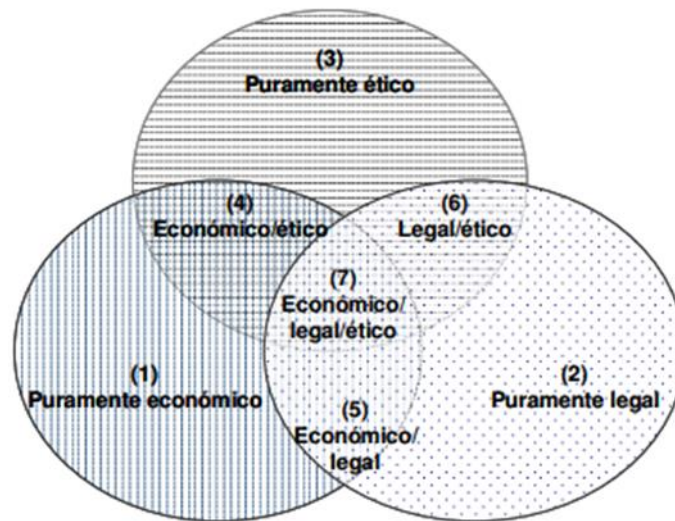 (3)
Puramente ético
(4)
Económico/ético
(6)
Legal/ético
(7)
Económico/
legal/ético
(1)
Puramente económico
(2)
Puramente legal
(5)
Económico/
legal